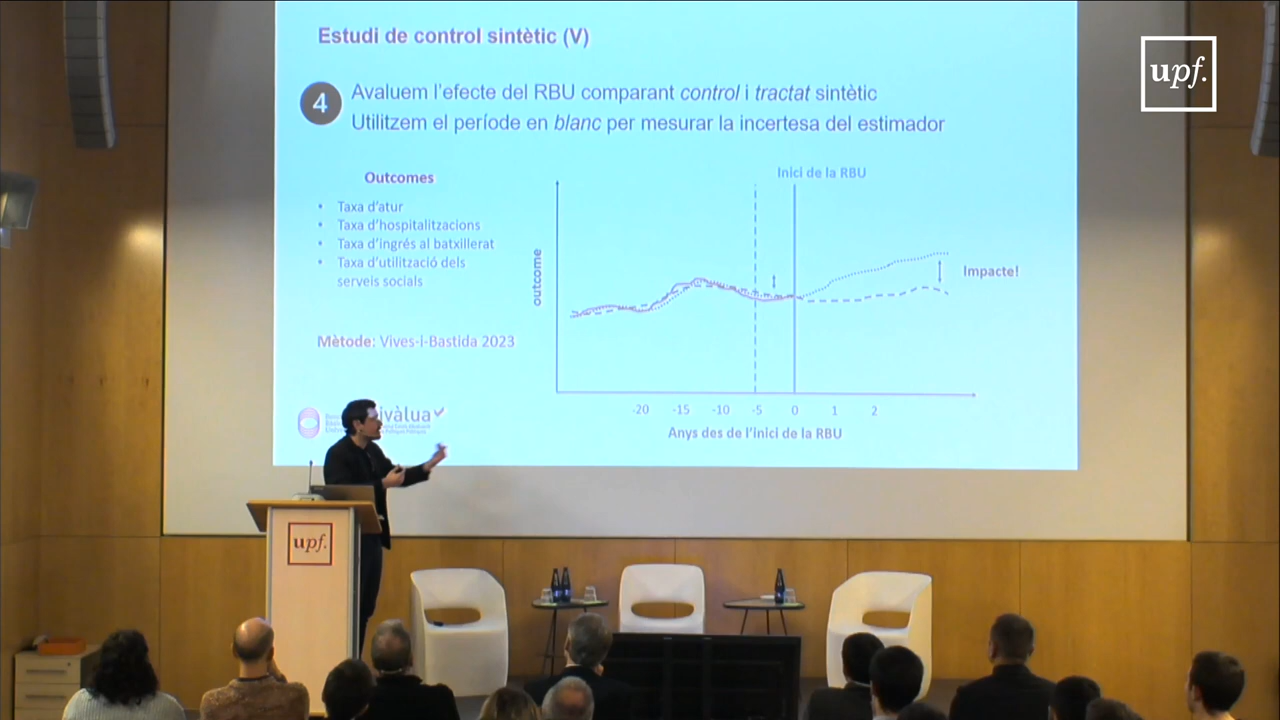 Estudi de control sintètic (V)
upf.
4
Avaluem l'efecte del RBU comparant control i tractat sintètic
Utilitzem el període en blanc per mesurar la incertesa del estimador
Outcomes
• Taxa d'atur
• Taxa d'hospitalitzacions
• Taxa d'ingrés al batxillerat
• Taxa d'utilització dels
serveis socials
Mètode: Vives-I-Bastida 2023
Inici de la RBU
outcome
Impacte!
-20 -15 -10 -5 0 1 2
Anys des de l'inici de la RBU
ivàlua
upf.